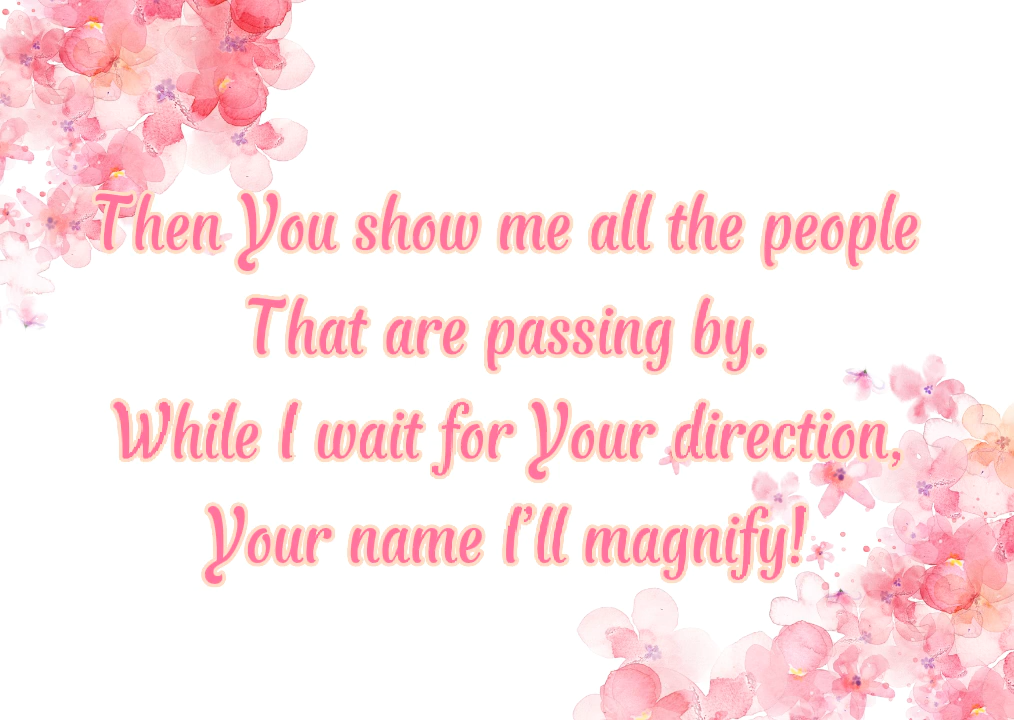 Then You show me all the people
That are passing by.
While I wait for Your direction,
Your name I’ll magnify!